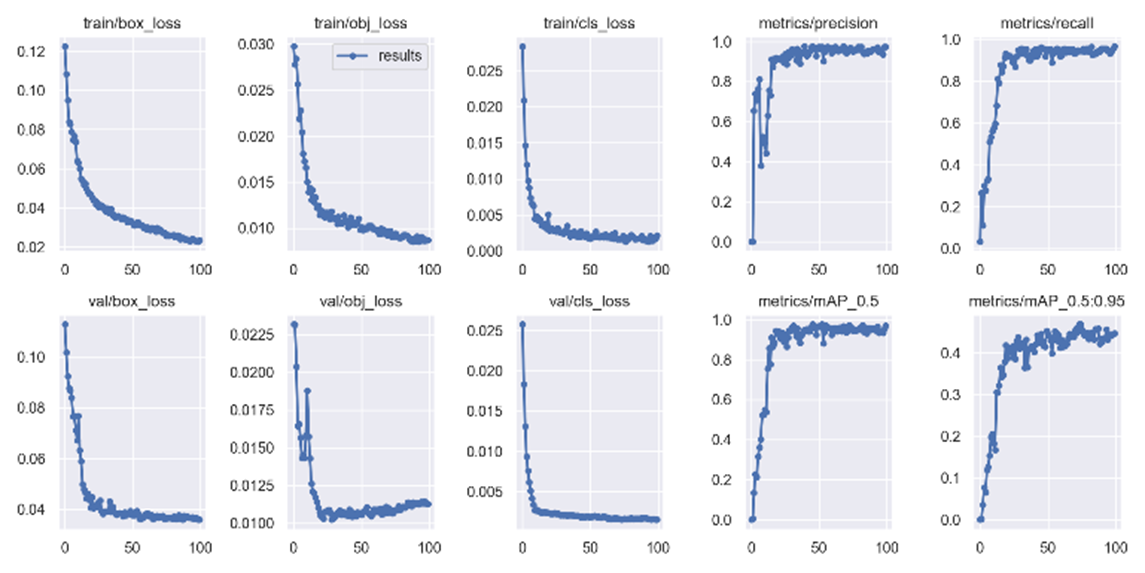 train/box_loss
0.12
0.10
0.08
0.06
0.04
0.02
0 50 100
train/obj_loss
results
0.030
0.025
0.020
0.015
0.010
0 50 100
train/cls_loss
0.025
0.020
0.015
0.010
0.005
0.000
0 50 100
metrics/precision
1.0
0.8
0.6
0.4
0.2
0.0
0 50 100
metrics/recall
1.0
0.8
0.6
0.4
0.2
0.0
0 50 100
val/box_loss
0.10
0.08
0.06
0.04
0 50 100
val/obj_loss
0.0225
0.0200
0.0175
0.0150
0.0125
0.0100
0 50 100
val/cls_loss
0.025
0.020
0.015
0.010
0.005
0 50 100
metrics/mAP_0.5
1.0
0.8
0.6
0.4
0.2
0.0
0 50 100
metrics/mAP_0.5:0.95
0.4
0.3
0.2
0.1
0.0
0 50 100